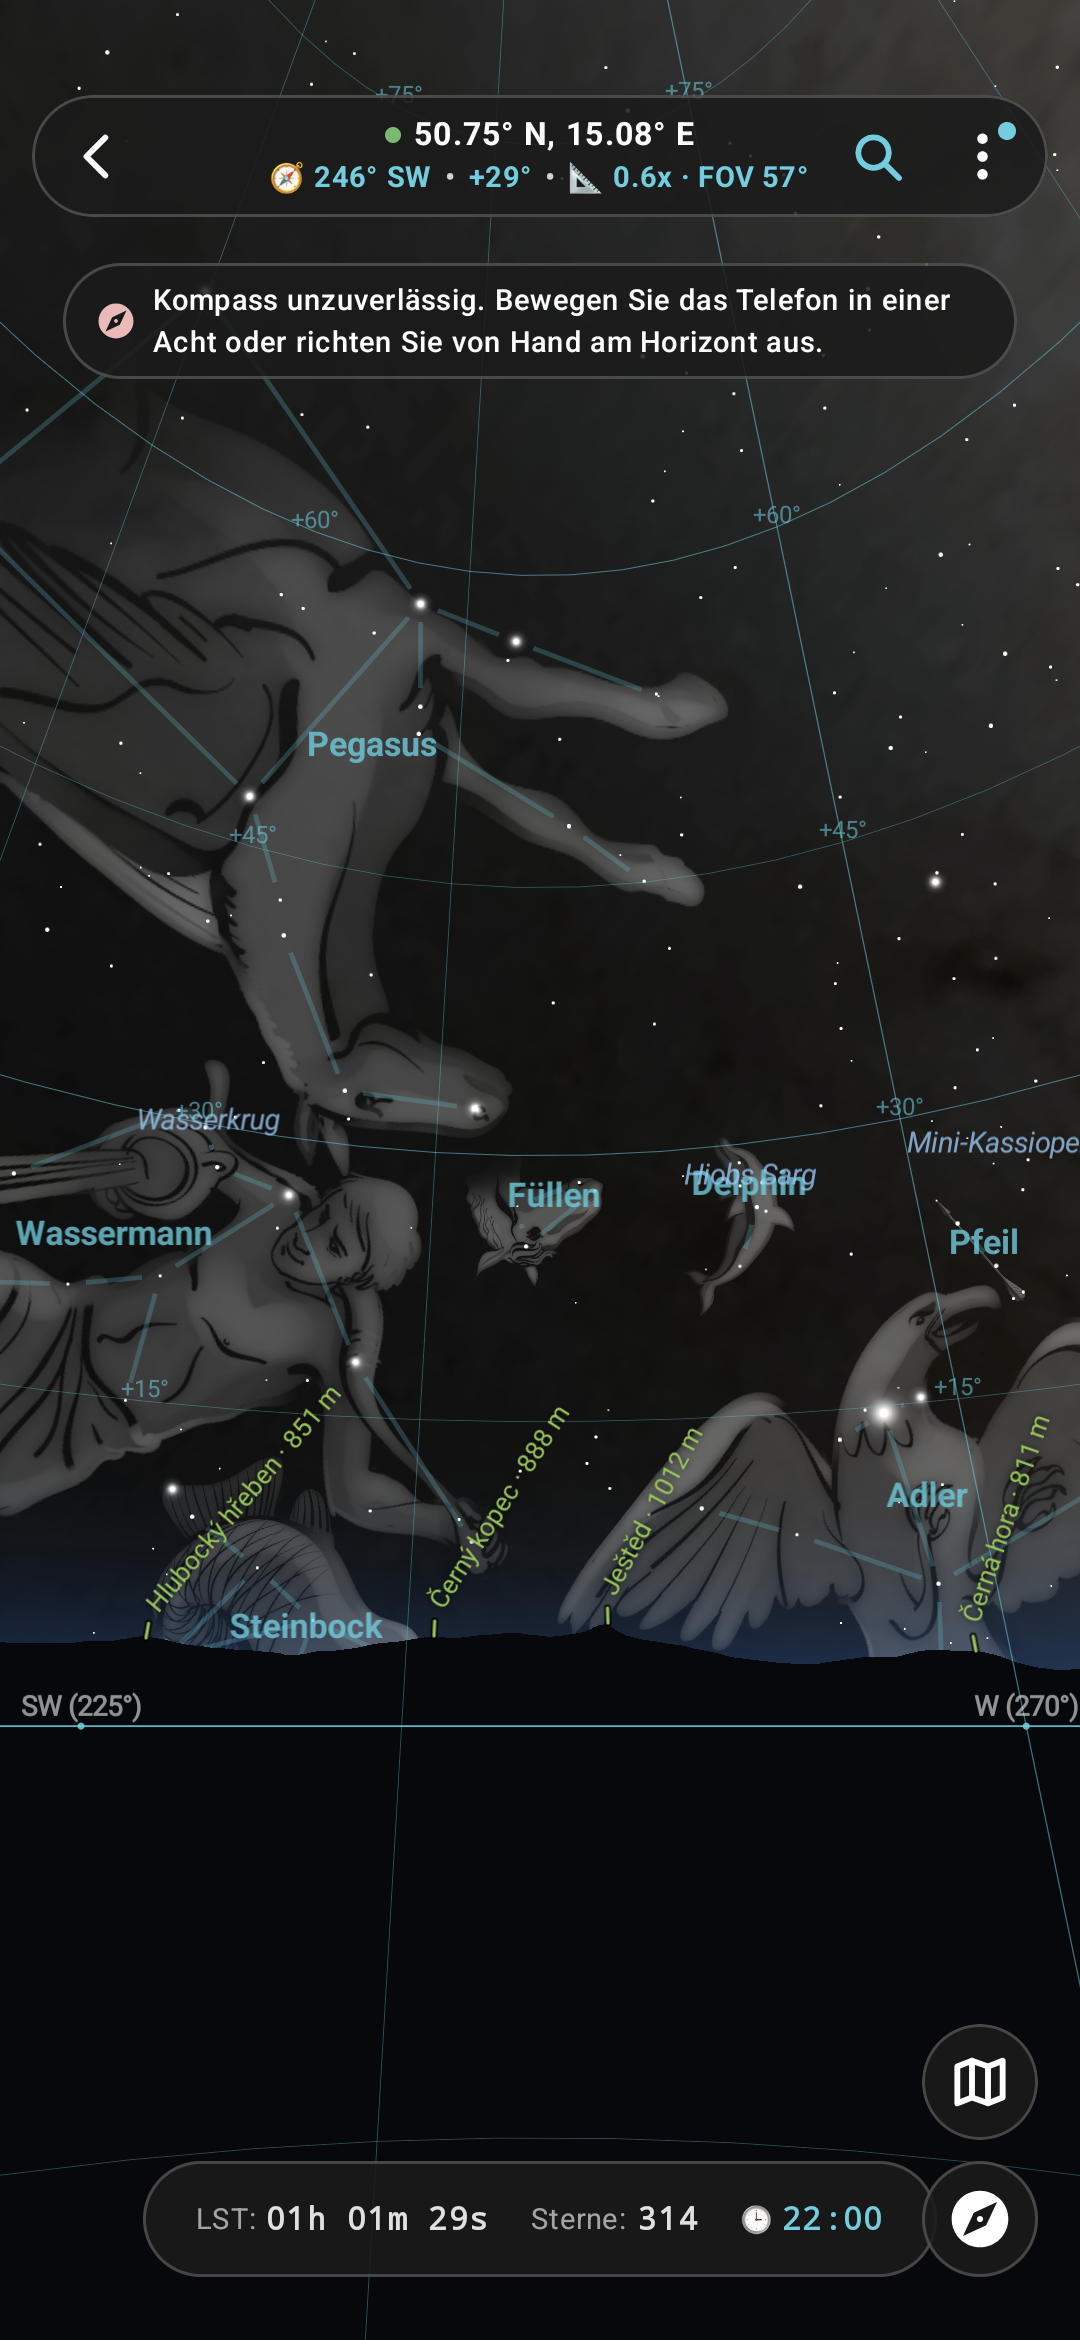 +75° +75°
50.75° N, 15.08° E
246° SW • +29° • 0.6x · FOV 57°
Kompass unzuverlässig. Bewegen Sie das Telefon in einer
Acht oder richten Sie von Hand am Horizont aus.
+60° +60°
Pegasus
+45° +45°
+30° +30°
Wasserkrug
Mini-Kassiope
Hiobs Sarg
Delphin
Füllen
Wassermann
Pfeil
+15° +15°
Hlubocký hřeben · 851 m
Černý kopec · 888 m
Ještěd · 1012 m
Černá hora · 811 m
Adler
Steinbock
SW (225°) W (270°)
LST: 01h 01m 29s Sterne: 314 22:00